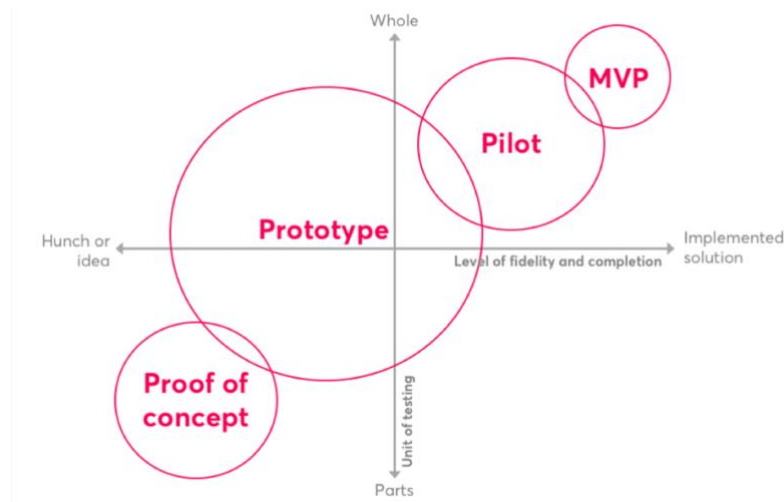 Whole
MVP
Pilot
Prototype
Hunch or
idea
Level of fidelity and completion
Implemented
solution
Proof of
concept
Unit of testing
Parts